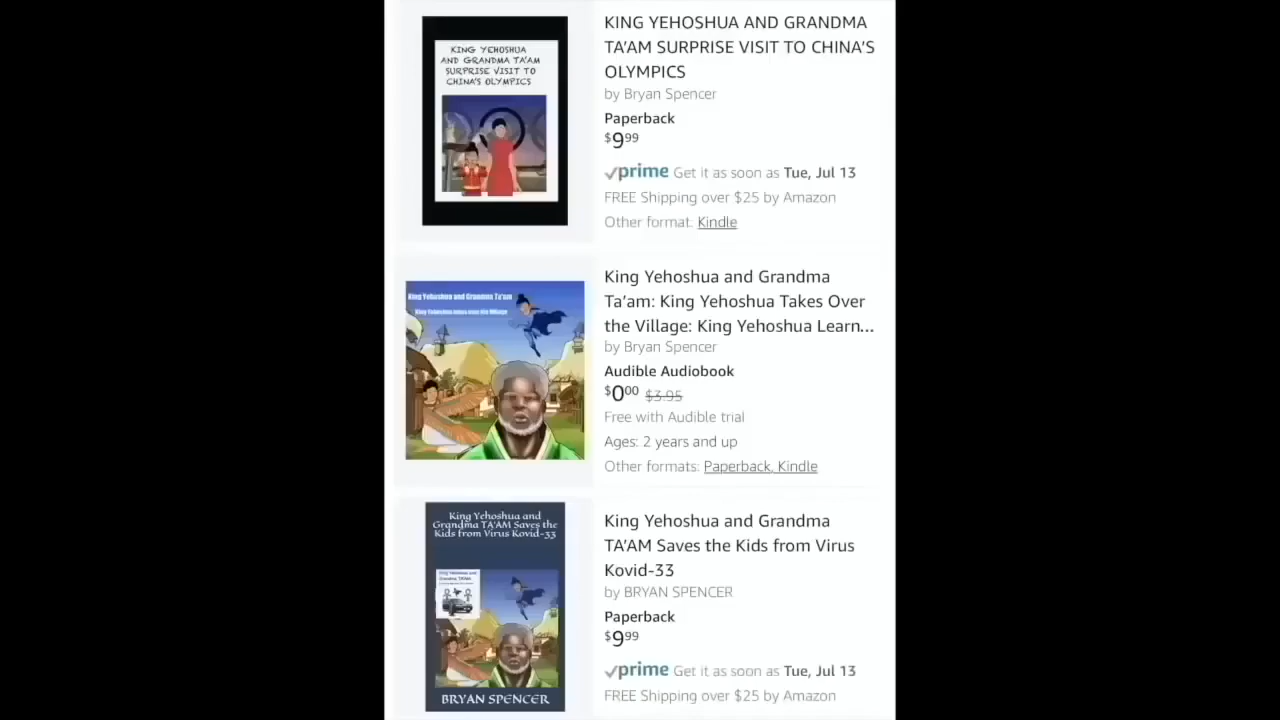 KING YEHOSHUA
AND GRANDMA TA'AM
SURPRISE VISIT TO
CHINA'S OLYMPICS
KING YEHOSHUA AND GRANDMA
TA'AM SURPRISE VISIT TO CHINA'S
OLYMPICS
by Bryan Spencer
Paperback
$9.99
prime Get it as soon as Tue, Jul 13
FREE Shipping over $25 by Amazon
Other format: Kindle
King Yehoshua and Grandma Ta'am
King Yehoshua takes over the Village
King Yehoshua and Grandma
Ta'am: King Yehoshua Takes Over
the Village: King Yehoshua Learn...
by Bryan Spencer
Audible Audiobook
$0.00 $3.95
Free with Audible trial
Ages: 2 years and up
Other formats: Paperback, Kindle
King Yehoshua and
Grandma TA'AM Saves the
Kids from Virus Kovid-33
BRYAN SPENCER
King Yehoshua and Grandma
TA'AM Saves the Kids from Virus
Kovid-33
by BRYAN SPENCER
Paperback
$9.99
prime Get it as soon as Tue, Jul 13
FREE Shipping over $25 by Amazon